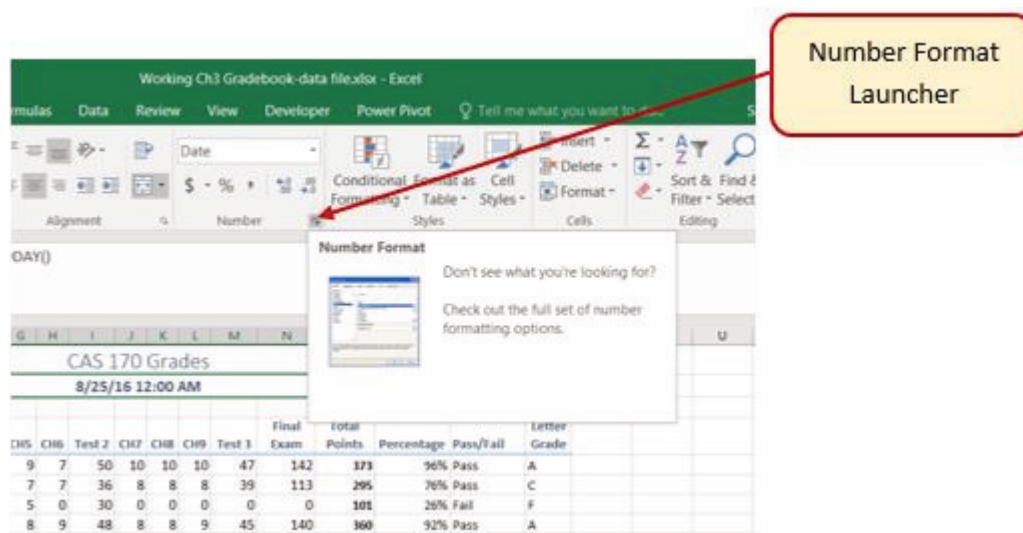 Number Format
Launcher
Working Ch3 Gradebook-data file.xlsx - Excel
rmulas Data Review View Developer Power Pivot Tell me what you want to
Date
$ % ,
Conditional Format as Cell
Formatting Table Styles
Insert
Delete
Format
Σ
A
Z
Sort & Find &
Filter Select
Alignment Number Styles Cells Editing
ODAY()
Number Format
Don't see what you're looking for?
Check out the full set of number
formatting options.
G H I J K L M N U
CAS 170 Grades
8/25/16 12:00 AM
Final Total Letter
CH5 CH6 Test 2 CH7 CH8 CH9 Test 3 Exam Points Percentage Pass/Fail Grade
9 7 50 10 10 10 47 142 373 96% Pass A
7 7 36 8 8 8 39 113 295 76% Pass C
5 0 30 0 0 0 0 0 101 26% Fail F
8 9 48 8 8 9 45 140 360 92% Pass A